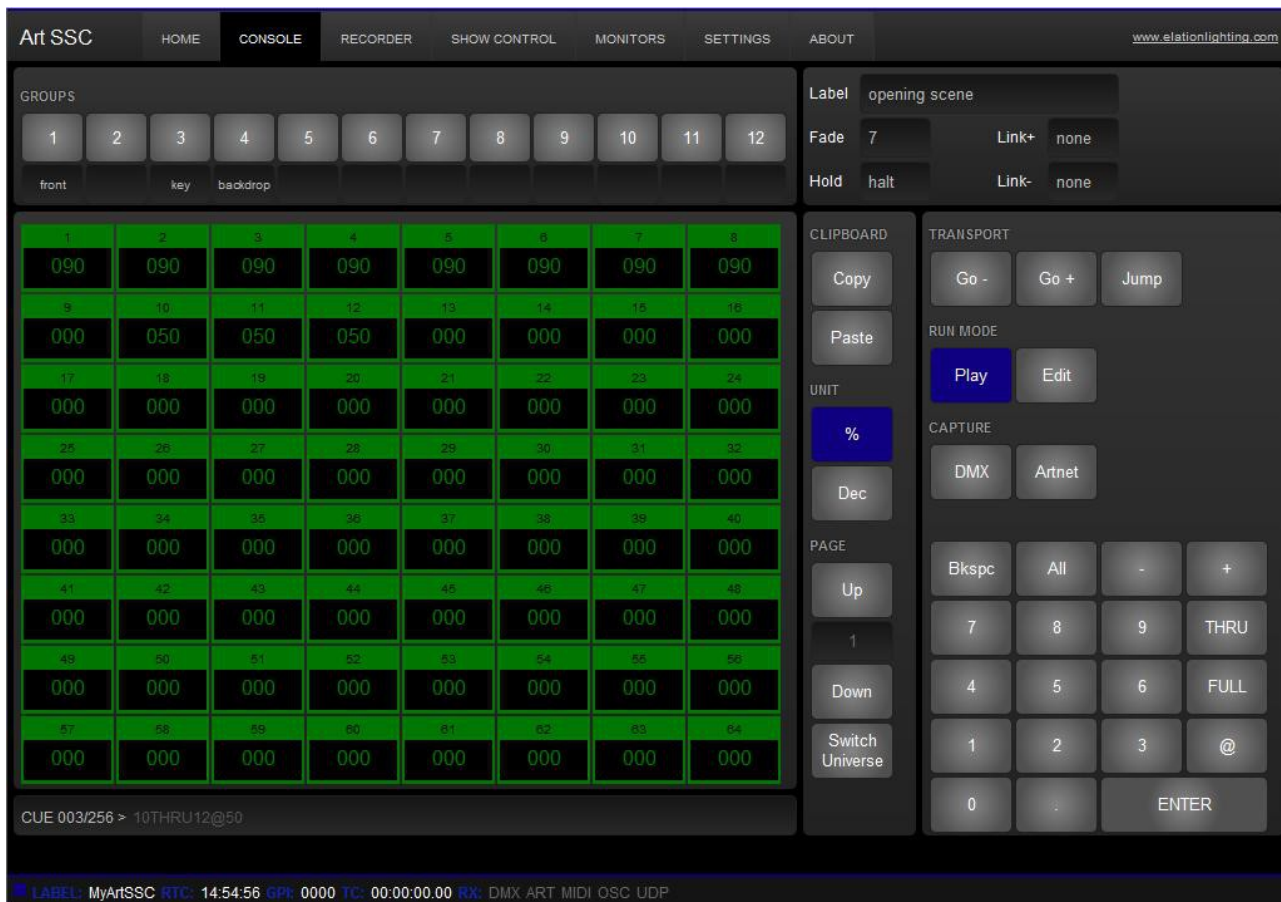 Art SSC HOME CONSOLE RECORDER SHOW CONTROL MONITORS SETTINGS ABOUT www.elationlighting.com
GROUPS
1 2 3 4 5 6 7 8 9 10 11 12
front key backdrop
Label opening scene
Fade 7 Link+ none
Hold halt Link- none
1 2 3 4 5 6 7 8
090 090 090 090 090 090 090 090
9 10 11 12 13 14 15 16
000 050 050 050 000 000 000 000
17 18 19 20 21 22 23 24
000 000 000 000 000 000 000 000
25 26 27 28 29 30 31 32
000 000 000 000 000 000 000 000
33 34 35 36 37 38 39 40
000 000 000 000 000 000 000 000
41 42 43 44 45 46 47 48
000 000 000 000 000 000 000 000
49 50 51 52 53 54 55 56
000 000 000 000 000 000 000 000
57 58 59 60 61 62 63 64
000 000 000 000 000 000 000 000
CUE 003/256 > 10THRU12@50
CLIPBOARD
Copy
Paste
UNIT
%
Dec
PAGE
Up
1
Down
Switch
Universe
TRANSPORT
Go - Go + Jump
RUN MODE
Play Edit
CAPTURE
DMX Artnet
Bkspc All - +
7 8 9 THRU
4 5 6 FULL
1 2 3 @
0 . ENTER
LABEL: MyArtSSC RTC: 14:54:56 GPI: 0000 TC: 00:00:00.00 RX: DMX ART MIDI OSC UDP